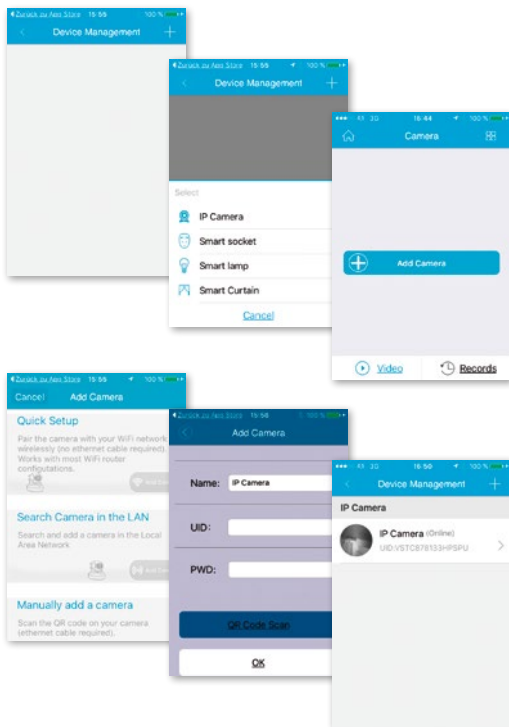 Zurück zu App Store 15:55 100 %
Device Management
Zurück zu App Store 15:55 100 %
Device Management
Select
IP Camera
Smart socket
Smart lamp
Smart Curtain
Cancel
3G 16:44 100 %
Camera
Add Camera
Video Records
Zurück zu App Store 15:55 100 %
Cancel Add Camera
Quick Setup
Pair the camera with your WiFi network
wirelessly (no ethernet cable required).
Works with most WiFi router
configutations.
Search Camera in the LAN
Search and add a camera in the Local
Area Network
Manually add a camera
Scan the QR code on your camera
(ethernet cable required).
Zurück zu App Store 15:56 100 %
Add Camera
Name: IP Camera
UID:
PWD:
QR Code Scan
OK
3G 16:50 100 %
Device Management
IP Camera
IP Camera (Online)
UID:VSTC878133HPSPU